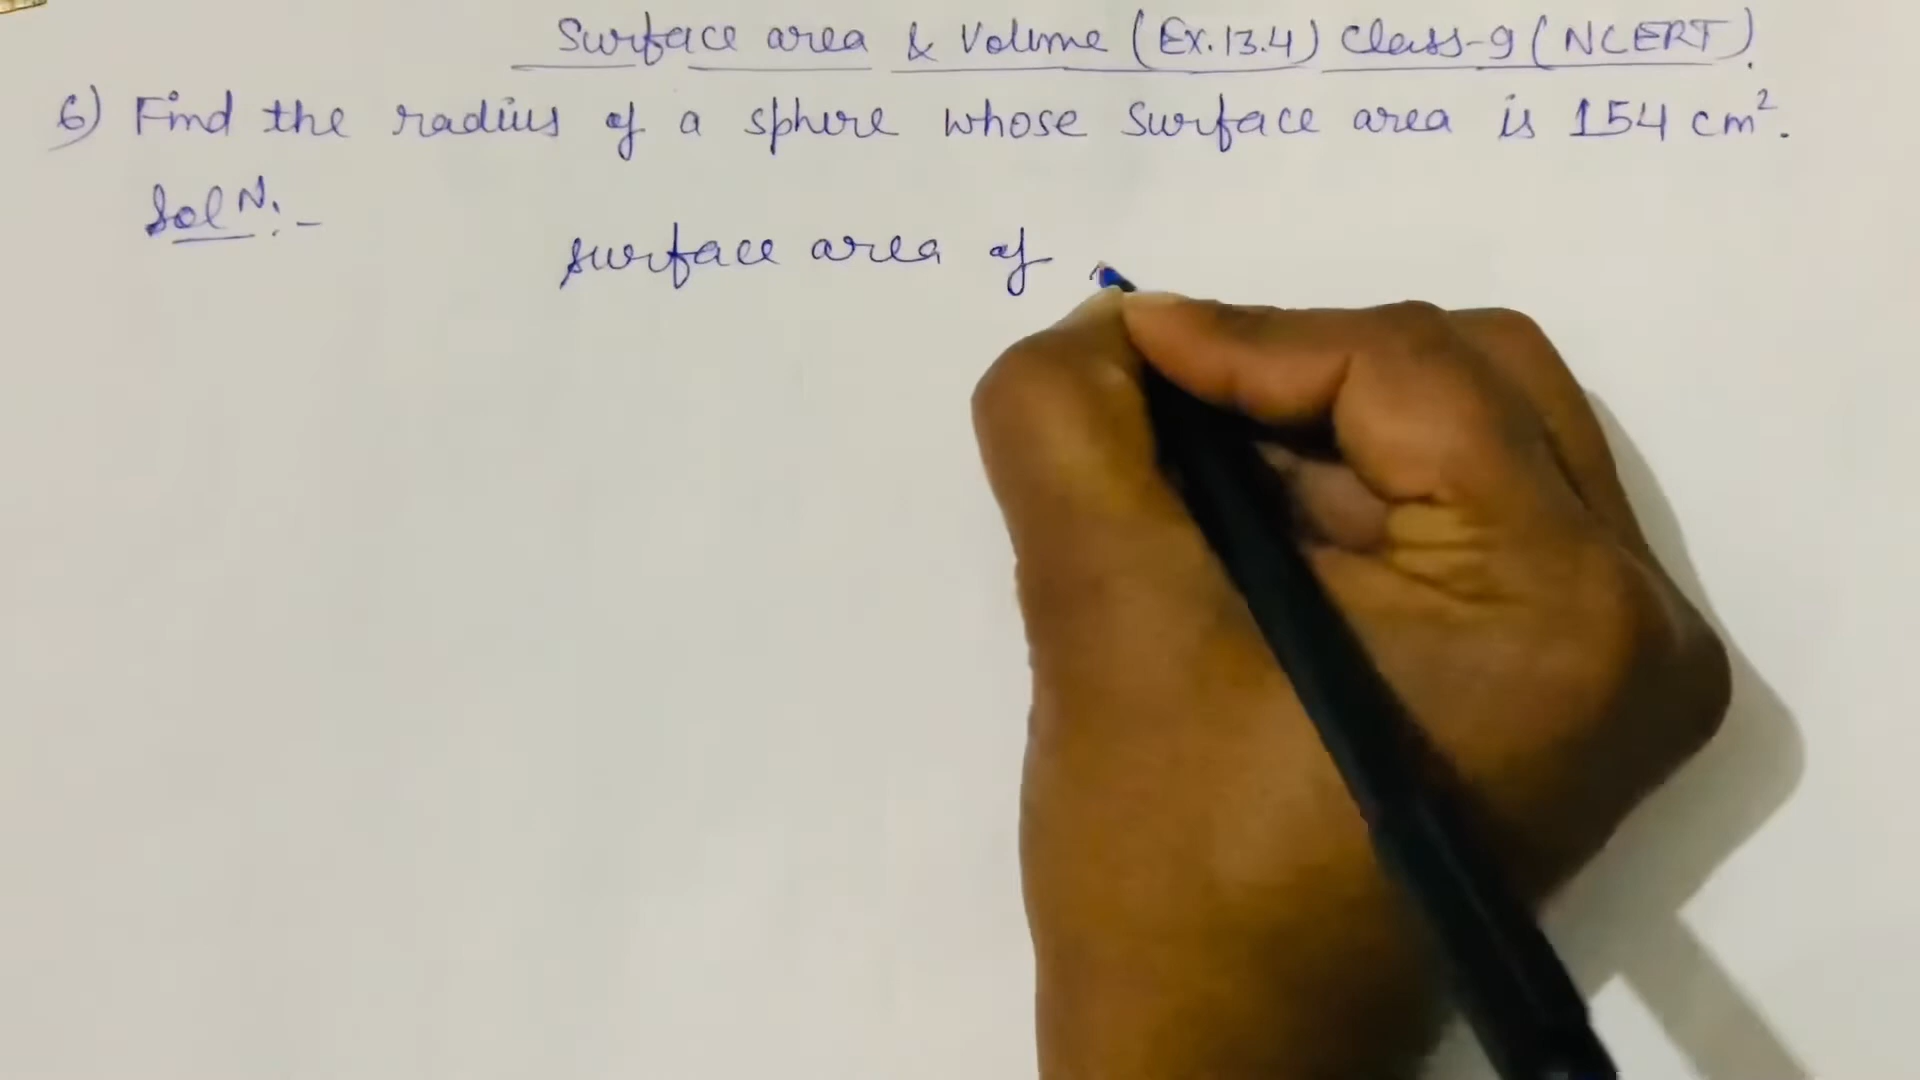 Surface area & Volume (Ex.13.4) Class-9 (NCERT).
6) Find the radius of a sphere whose surface area is 154 cm².
Sol N:-
surface area of